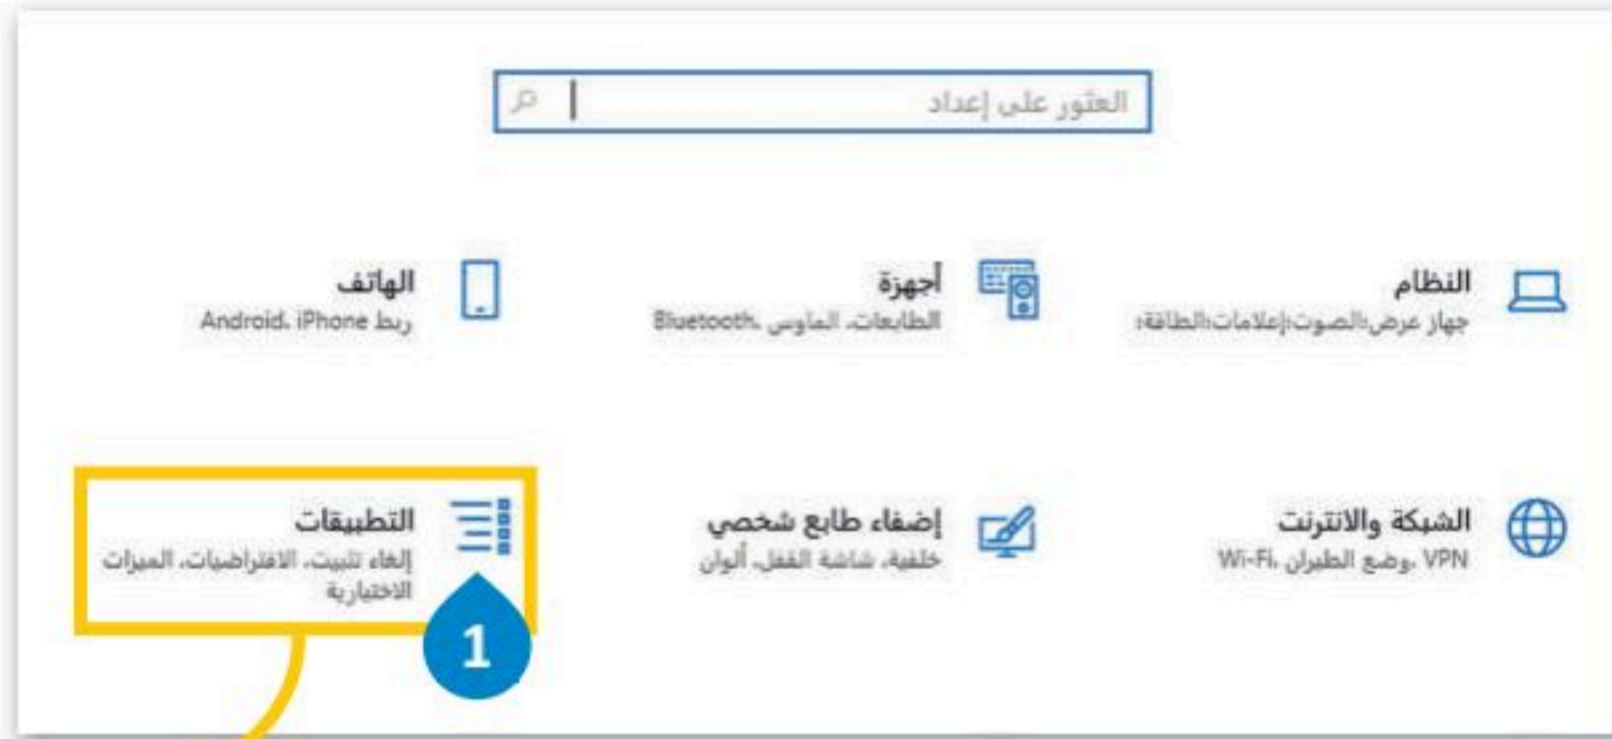 العثور على إعداد
النظام
جهاز عرض؛الصوت؛إعلامات؛الطاقة؛
أجهزة
الطابعات، الماوس، Bluetooth
الهاتف
ربط Android، iPhone
الشبكة والانترنت
VPN ،وضع الطيران ،Wi-Fi
إضفاء طابع شخصي
خلفية، شاشة القفل، ألوان
التطبيقات
إلغاء تثبيت، الافتراضيات، الميزات
الاختيارية
1